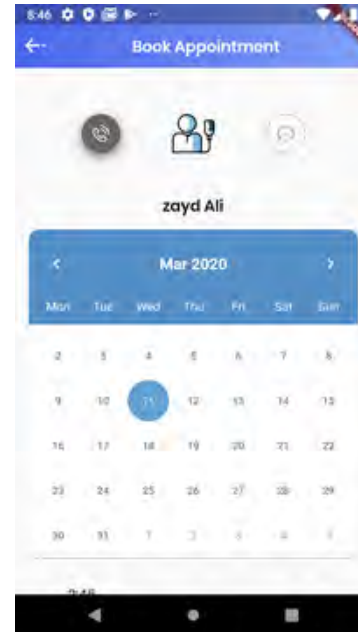 8:46
Book Appointment
zayd Ali
Mar 2020
Mon Tue Wed Thu Fri Sat Sun
2 3 4 5 6 7 8
9 10 11 12 13 14 15
16 17 18 19 20 21 22
23 24 25 26 27 28 29
30 31 1 2 3 4 5